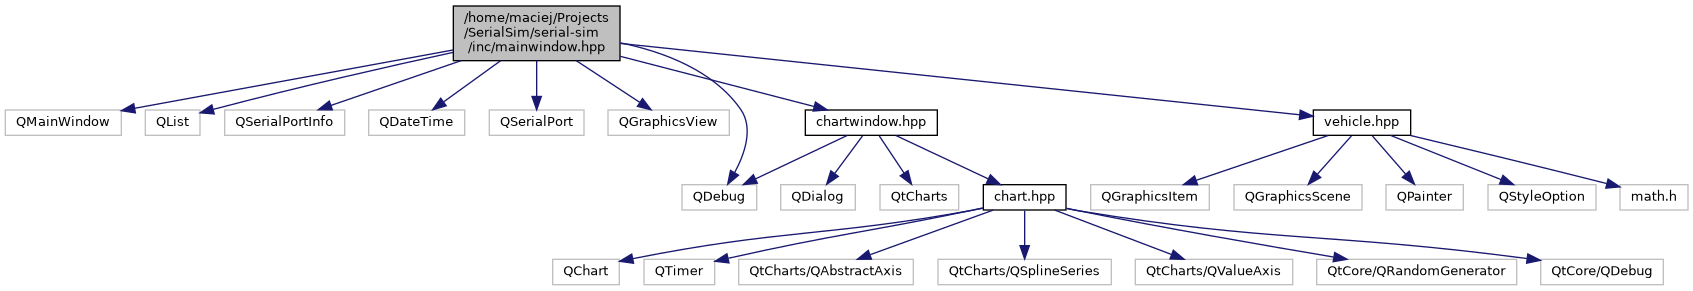 /home/maciej/Projects
/SerialSim/serial-sim
/inc/mainwindow.hpp
QMainWindow
QList
QSerialPortInfo
QDateTime
QSerialPort
QGraphicsView
chartwindow.hpp
vehicle.hpp
QDebug
QDialog
QtCharts
chart.hpp
QGraphicsItem
QGraphicsScene
QPainter
QStyleOption
math.h
QChart
QTimer
QtCharts/QAbstractAxis
QtCharts/QSplineSeries
QtCharts/QValueAxis
QtCore/QRandomGenerator
QtCore/QDebug